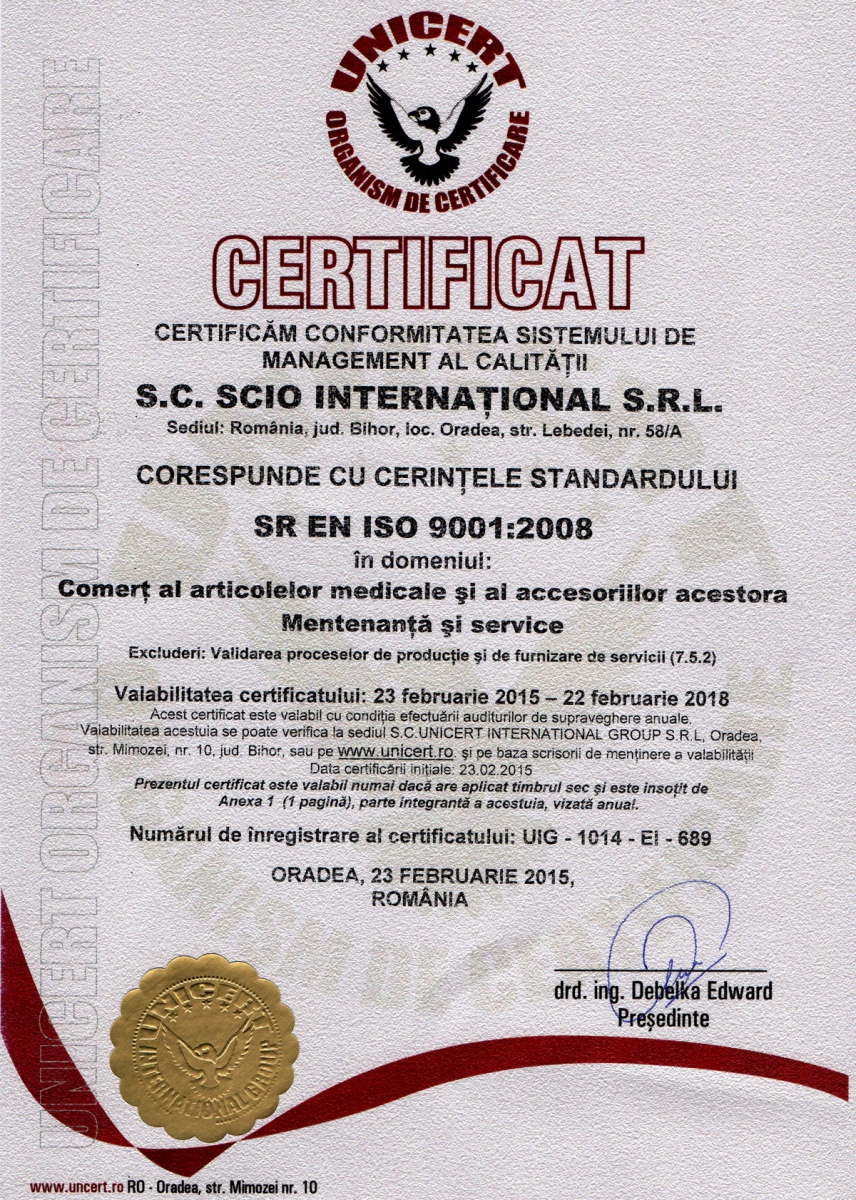 UNICERT
ORGANISM DE CERTIFICARE
UNICERT ORGANISM DE CERTIFICARE
CERTIFICAT
CERTIFICĂM CONFORMITATEA SISTEMULUI DE
MANAGEMENT AL CALITĂȚII
S.C. SCIO INTERNAȚIONAL S.R.L.
Sediul: România, jud. Bihor, loc. Oradea, str. Lebedei, nr. 58/A
CORESPUNDE CU CERINȚELE STANDARDULUI
SR EN ISO 9001:2008
în domeniul:
Comerț al articolelor medicale și al accesoriilor acestora
Mentenanță și service
Excluderi: Validarea proceselor de producție și de furnizare de servicii (7.5.2)
Valabilitatea certificatului: 23 februarie 2015 – 22 februarie 2018
Acest certificat este valabil cu condiția efectuării auditurilor de supraveghere anuale.
Valabilitatea acestuia se poate verifica la sediul S.C.UNICERT INTERNATIONAL GROUP S.R.L, Oradea,
str. Mimozei, nr. 10, jud. Bihor, sau pe www.unicert.ro. și pe baza scrisorii de menținere a valabilității
Data certificării inițiale: 23.02.2015
Prezentul certificat este valabil numai dacă are aplicat timbrul sec și este însoțit de
Anexa 1 (1 pagină), parte integrantă a acestuia, vizată anual.
Numărul de înregistrare al certificatului: UIG - 1014 - EI - 689
ORADEA, 23 FEBRUARIE 2015,
ROMÂNIA
drd. ing. Debelka Edward
Președinte
UNICERT
INTERNATIONAL GROUP
www.uncert.ro RO - Oradea, str. Mimozei nr. 10